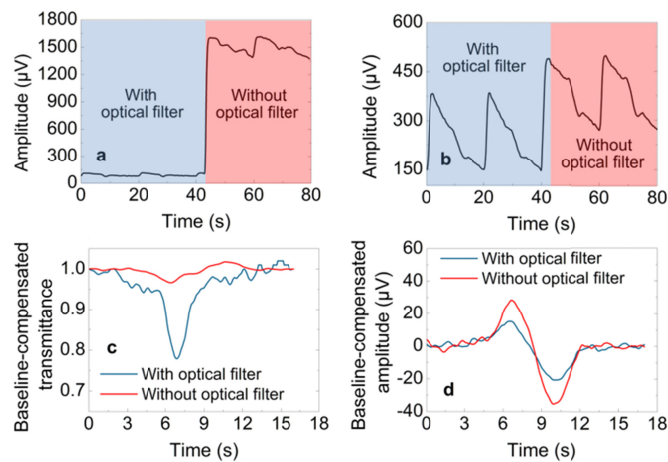 1800
1500
1200
900
600
300
0
Amplitude (µV)
With
optical filter
Without
optical filter
a
0 20 40 60 80
Time (s)
600
450
300
150
Amplitude (µV)
With
optical filter
Without
optical filter
b
0 20 40 60 80
Time (s)
1.0
0.9
0.8
0.7
Baseline-compensated
transmittance
c
With optical filter
Without optical filter
0 3 6 9 12 15 18
Time (s)
60
40
20
0
-20
-40
Baseline-compensated
amplitude (µV)
With optical filter
Without optical filter
d
0 3 6 9 12 15 18
Time (s)